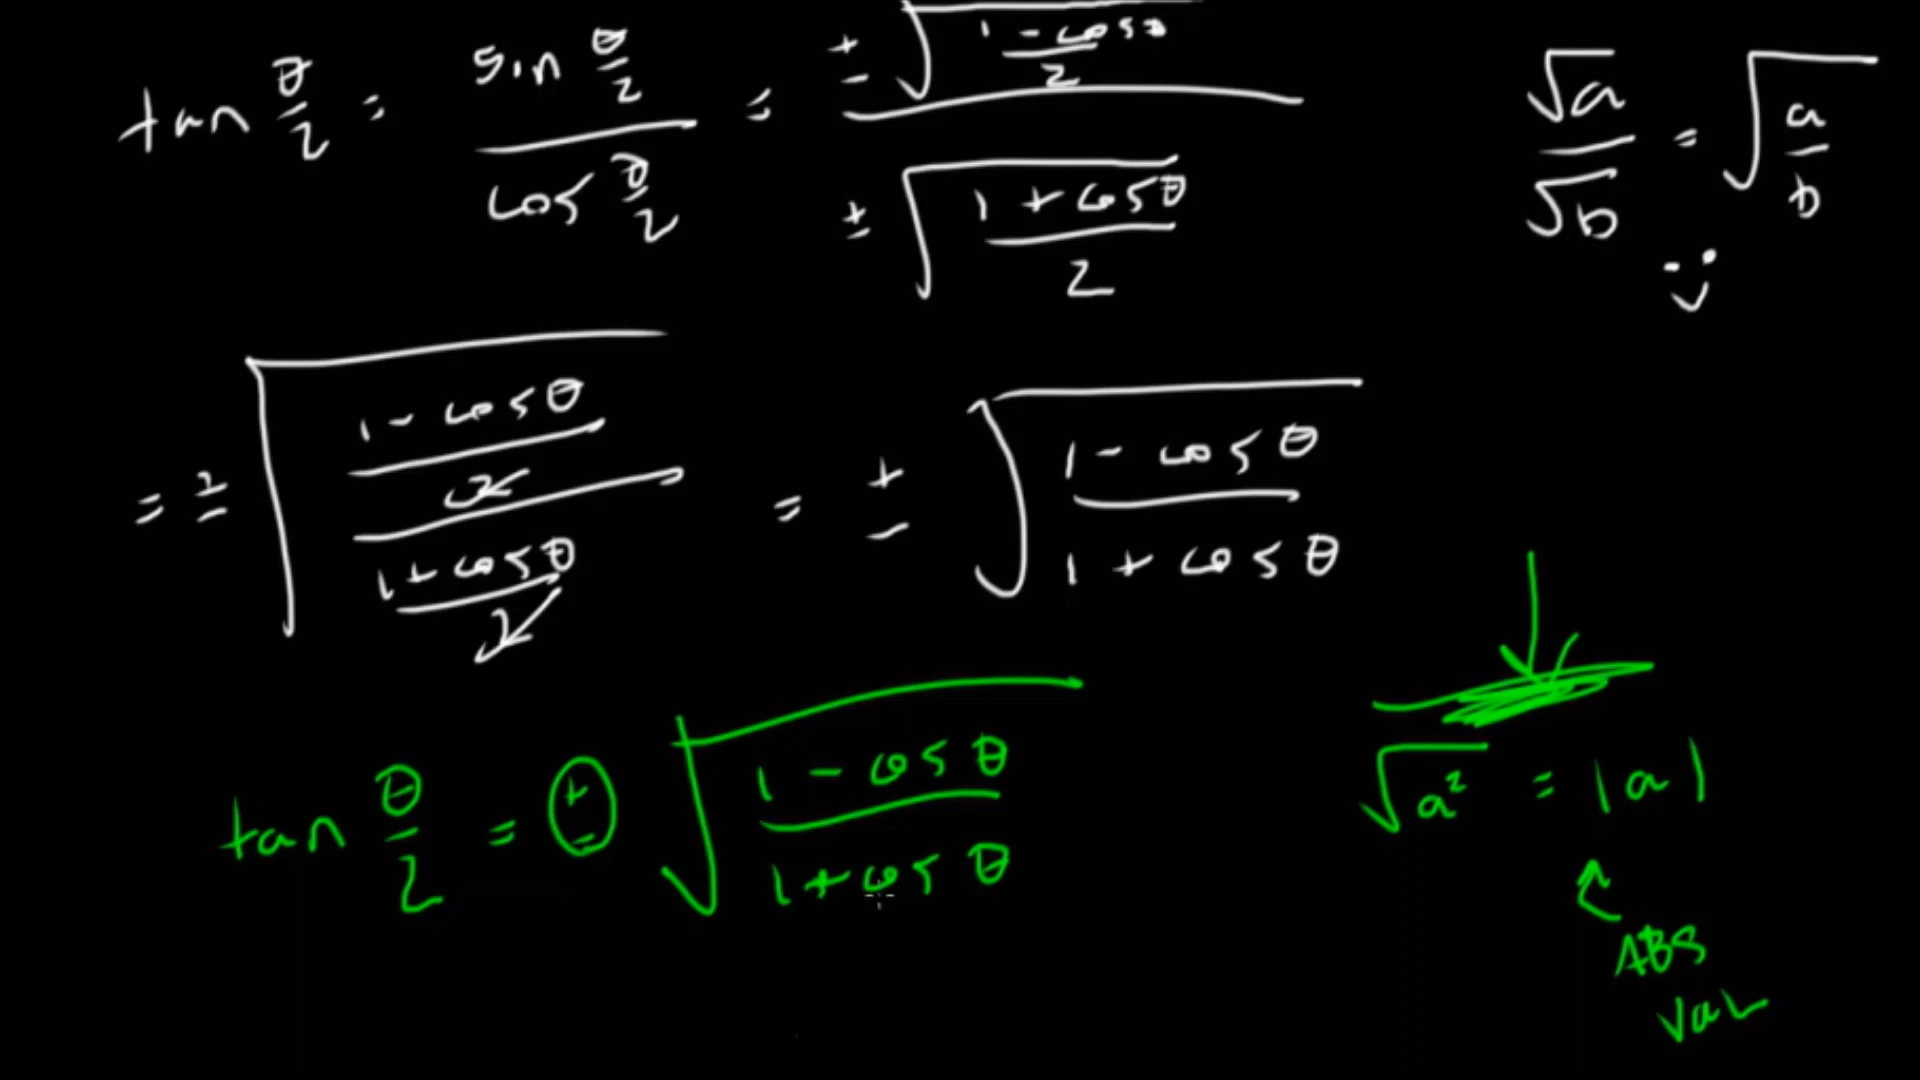 tan θ/2 = sin θ/2 / cos θ/2 = ±√((1 - cos θ)/2) / ±√((1 + cos θ)/2)
√a / √b = √(a/b)
= ±√(((1 - cos θ)/2) / ((1 + cos θ)/2)) = ±√((1 - cos θ)/(1 + cos θ))
tan θ/2 = ±√((1 - cos θ)/(1 + cos θ))
√a² = |a|
ABS
VAL